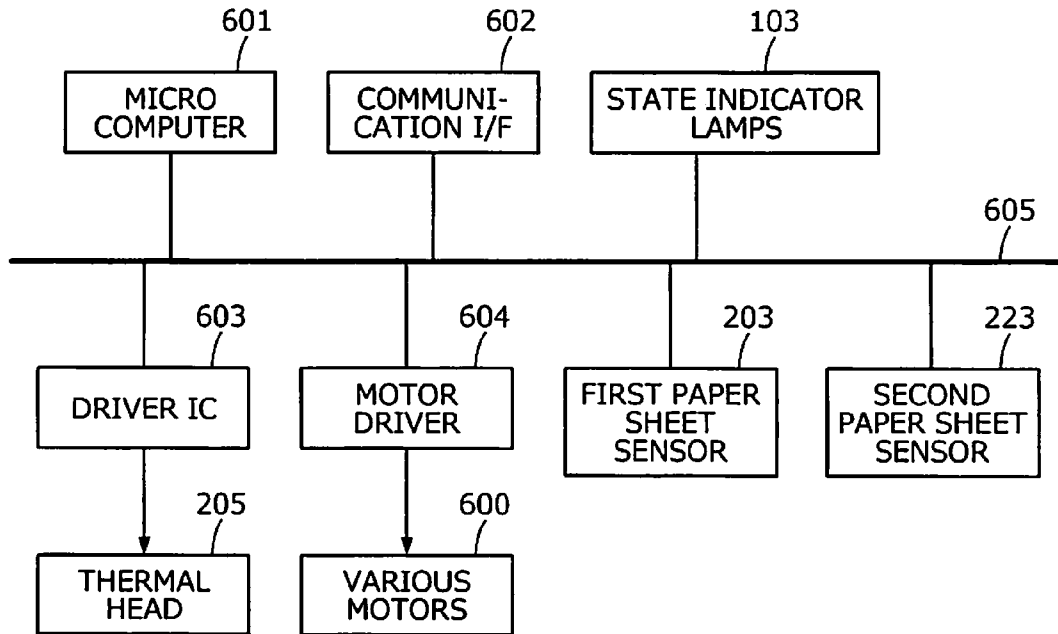 601
602
103
MICRO
COMPUTER
COMMUNI-
CATION I/F
STATE INDICATOR
LAMPS
605
603
604
203
223
DRIVER IC
MOTOR
DRIVER
FIRST PAPER
SHEET
SENSOR
SECOND
PAPER SHEET
SENSOR
205
600
THERMAL
HEAD
VARIOUS
MOTORS